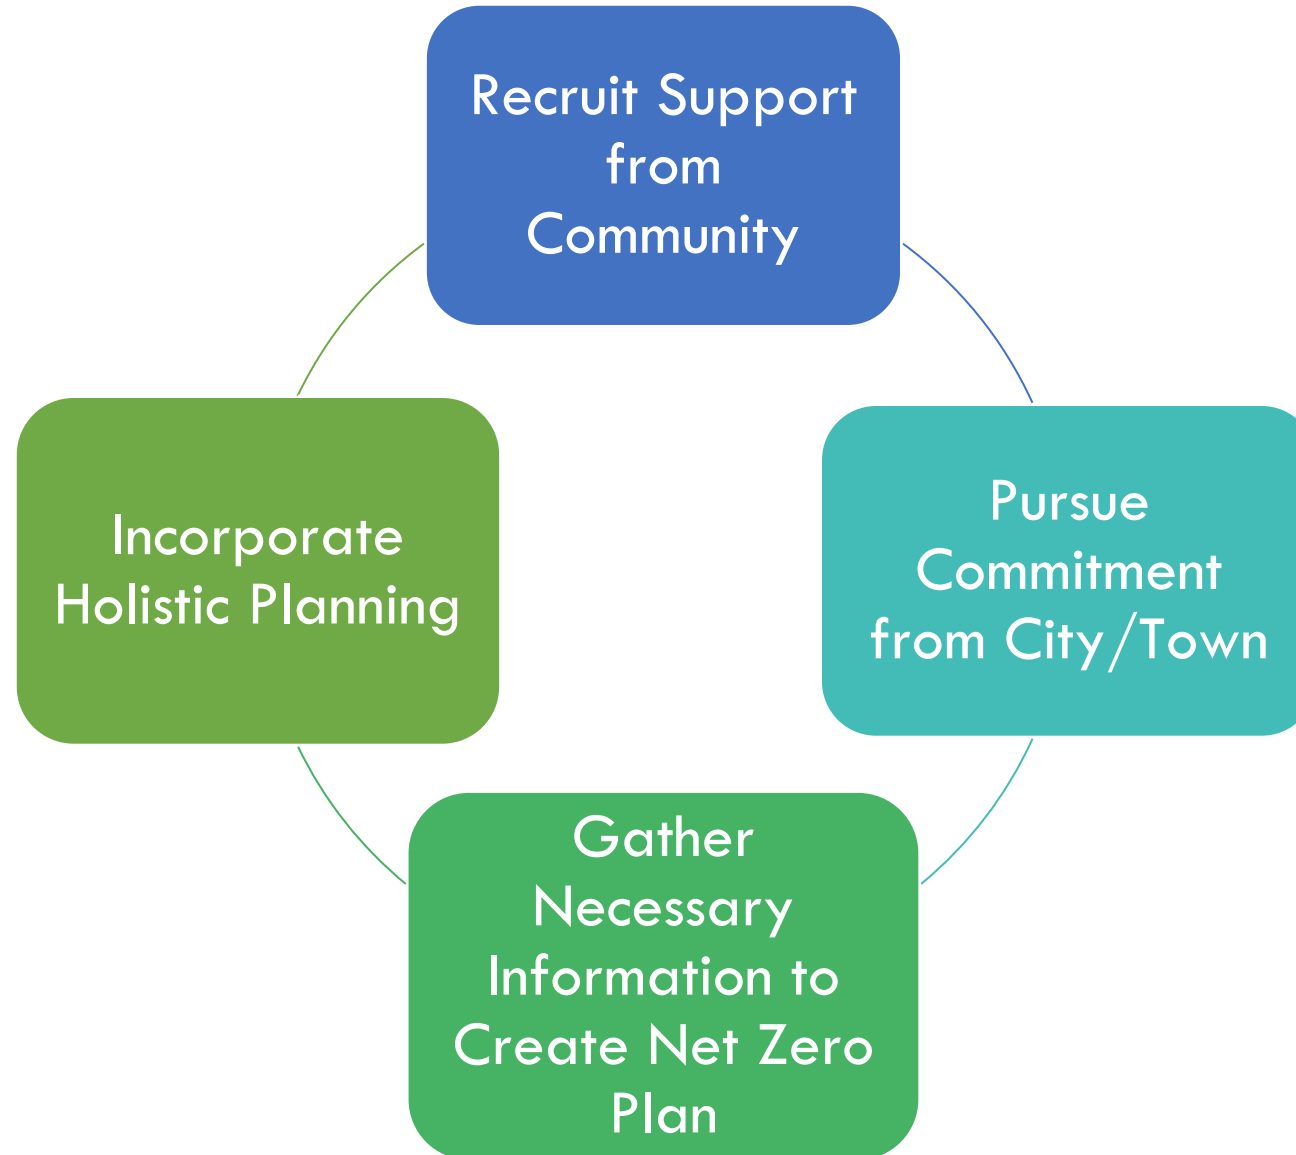 Recruit Support
from
Community
Pursue
Commitment
from City/Town
Gather
Necessary
Information to
Create Net Zero
Plan
Incorporate
Holistic Planning